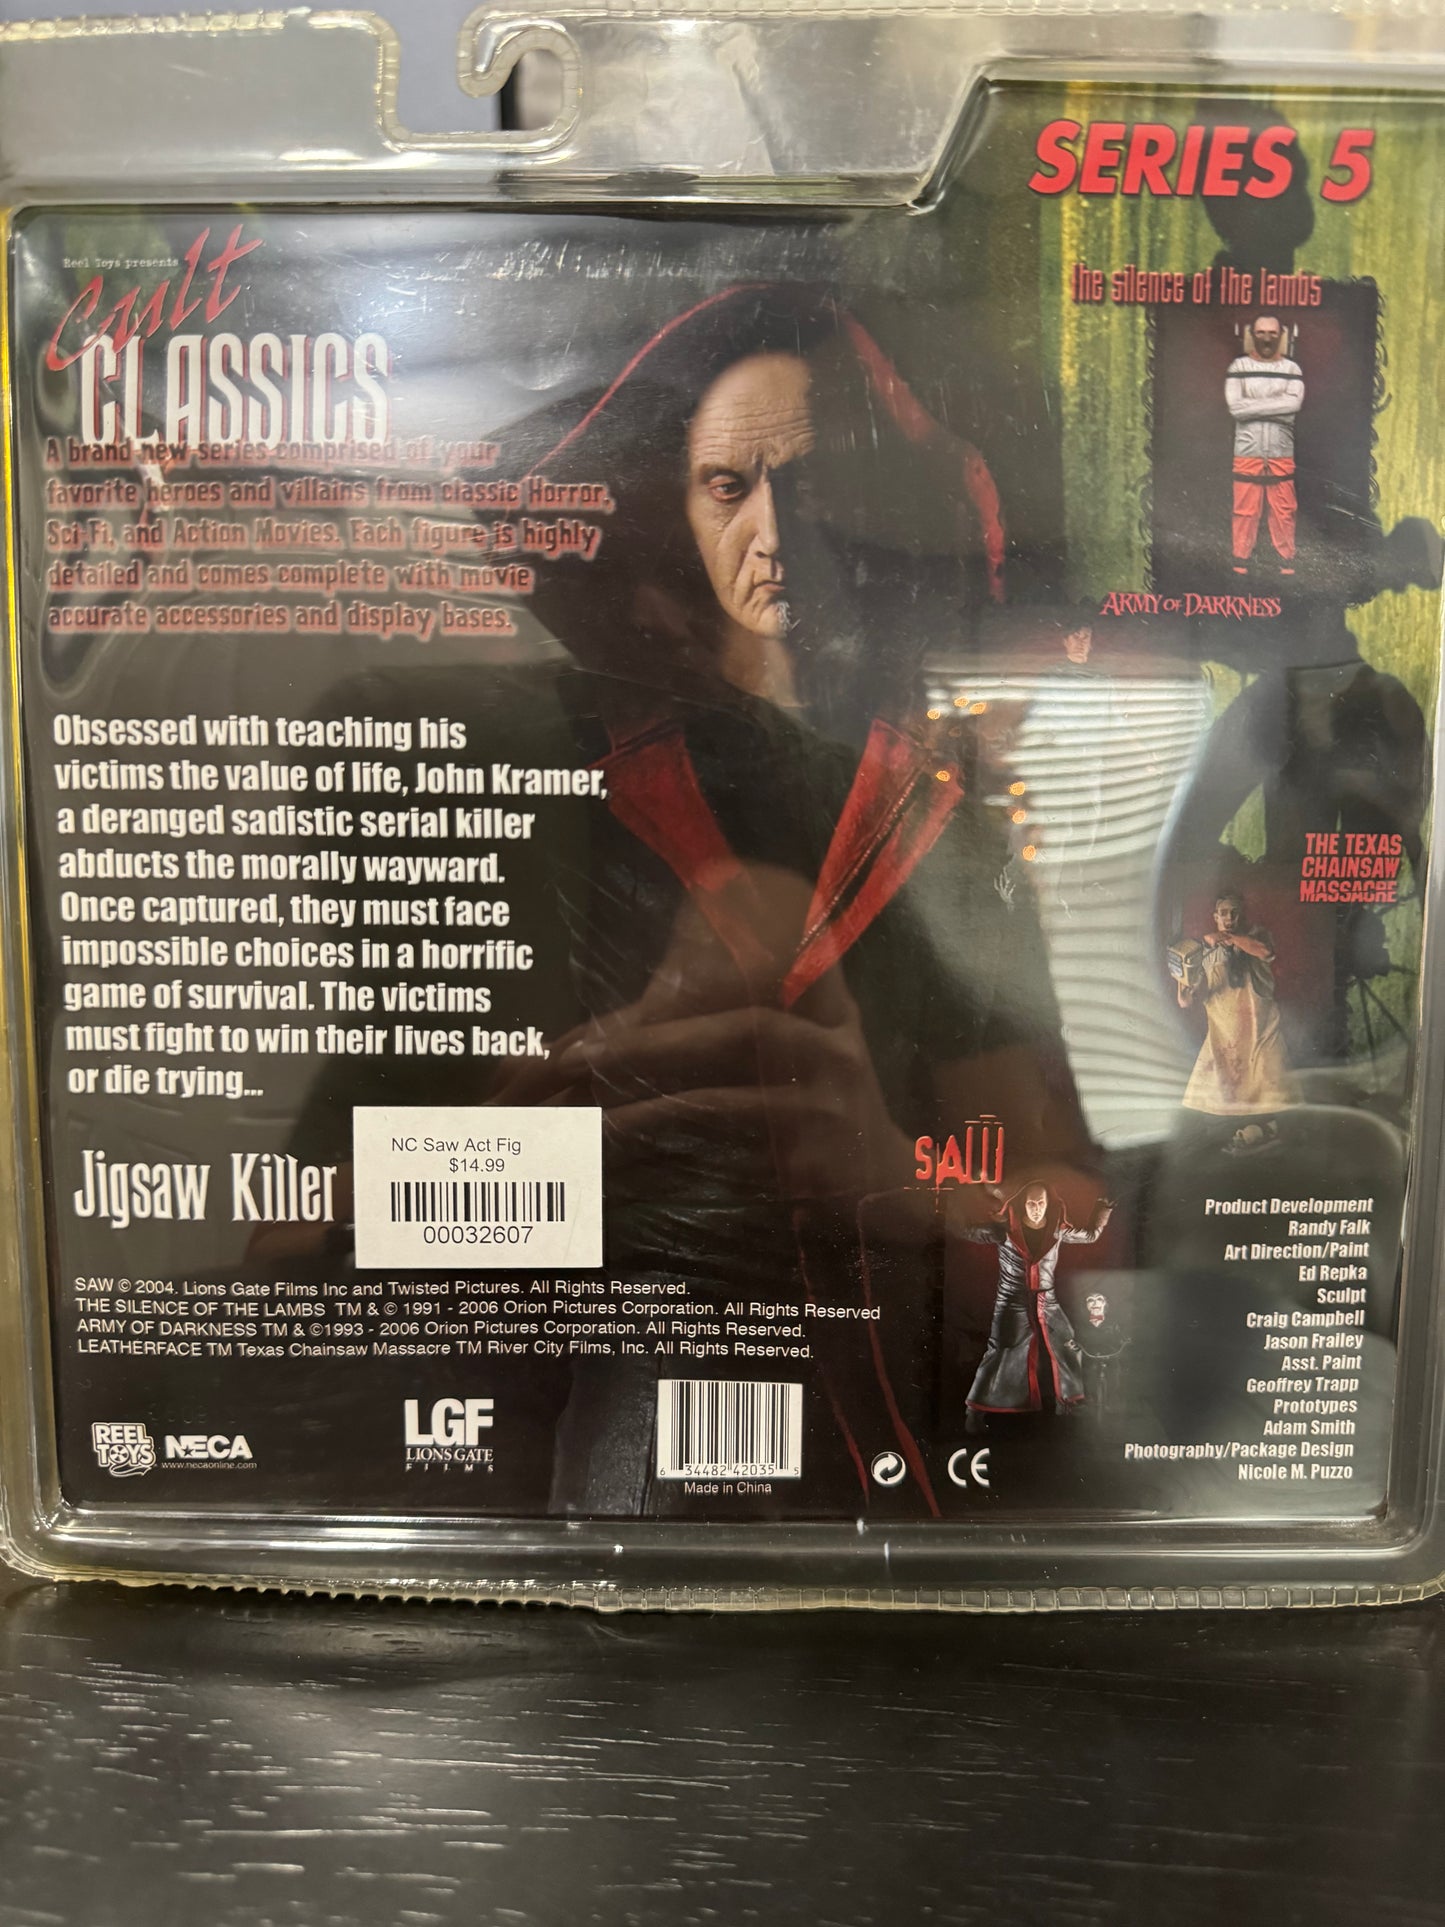 SERIES 5
Reel Toys presents
cult
CLASSICS
A brand new series comprised of your
favorite heroes and villains from classic Horror,
Sci-Fi, and Action Movies. Each figure is highly
detailed and comes complete with movie
accurate accessories and display bases.
the silence of the lambs
ARMY OF DARKNESS
THE TEXAS
CHAINSAW
MASSACRE
Obsessed with teaching his
victims the value of life, John Kramer,
a deranged sadistic serial killer
abducts the morally wayward.
Once captured, they must face
impossible choices in a horrific
game of survival. The victims
must fight to win their lives back,
or die trying...
Jigsaw Killer
NC Saw Act Fig
$14.99
00032607
SAW
SAW © 2004. Lions Gate Films Inc and Twisted Pictures. All Rights Reserved.
THE SILENCE OF THE LAMBS TM & © 1991 - 2006 Orion Pictures Corporation. All Rights Reserved
ARMY OF DARKNESS TM & ©1993 - 2006 Orion Pictures Corporation. All Rights Reserved.
LEATHERFACE TM Texas Chainsaw Massacre TM River City Films, Inc. All Rights Reserved.
Product Development
Randy Falk
Art Direction/Paint
Ed Repka
Sculpt
Craig Campbell
Jason Frailey
Asst. Paint
Geoffrey Trapp
Prototypes
Adam Smith
Photography/Package Design
Nicole M. Puzzo
REEL
TOYS
NECA
www.necaonline.com
LGF
LIONS GATE
FILMS
6 34482 42035 5
Made in China
CE